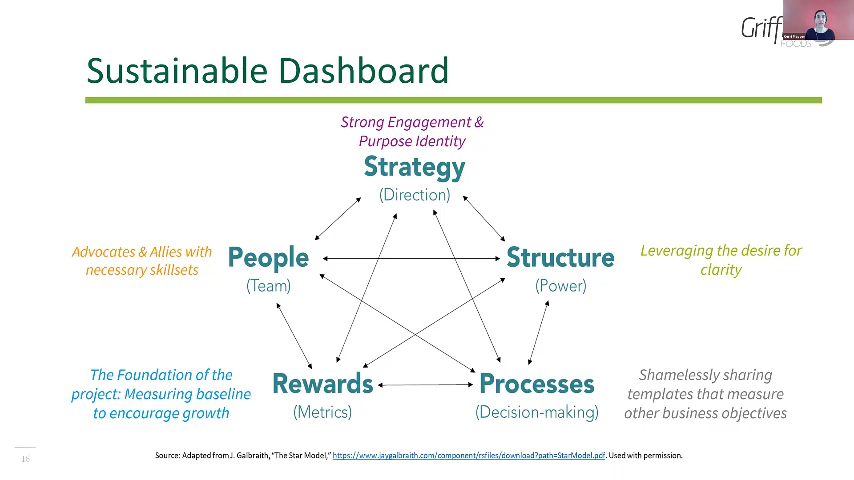 Griff
FOODS
Sustainable Dashboard
Strong Engagement &
Purpose Identity
Strategy
(Direction)
Advocates & Allies with
necessary skillsets
People
(Team)
Structure
(Power)
Leveraging the desire for
clarity
The Foundation of the
project: Measuring baseline
to encourage growth
Rewards
(Metrics)
Processes
(Decision-making)
Shamelessly sharing
templates that measure
other business objectives
Source: Adapted from J. Galbraith, "The Star Model," https://www.jaygalbraith.com/component/rsfiles/download?path=StarModel.pdf. Used with permission.